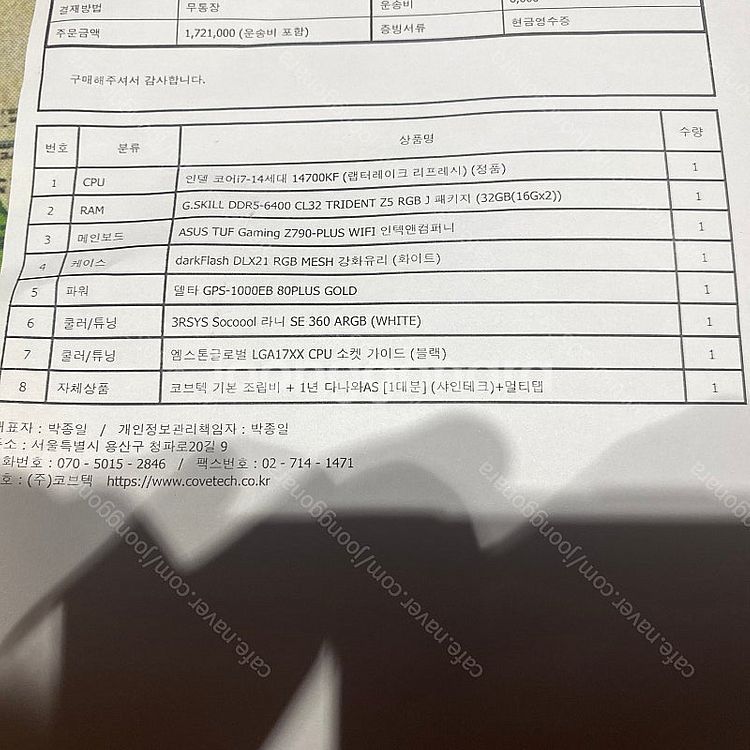 결재방법 무통장 운송비
주문금액 1,721,000 (운송비 포함) 증빙서류 현금영수증
구매해주셔서 감사합니다.
번호 분류 상품명 수량
1 CPU 인텔 코어i7-14세대 14700KF (랩터레이크 리프레시) (정품) 1
2 RAM G.SKILL DDR5-6400 CL32 TRIDENT Z5 RGB J 패키지 (32GB(16Gx2)) 1
3 메인보드 ASUS TUF Gaming Z790-PLUS WIFI 인텍앤컴퍼니 1
4 케이스 darkFlash DLX21 RGB MESH 강화유리 (화이트) 1
5 파워 델타 GPS-1000EB 80PLUS GOLD 1
6 쿨러/튜닝 3RSYS Socoool 라니 SE 360 ARGB (WHITE) 1
7 쿨러/튜닝 엠스톤글로벌 LGA17XX CPU 소켓 가이드 (블랙) 1
8 자체상품 코브텍 기본 조립비 + 1년 다나와AS [1대분] (샤인테크)+멀티탭 1
대표자 : 박종일 / 개인정보관리책임자 : 박종일
주소 : 서울특별시 용산구 청파로20길 9
화번호 : 070 - 5015 - 2846 / 팩스번호 : 02 - 714 - 1471
호 : (주)코브텍 https://www.covetech.co.kr
cafe.naver.com/joonggonara
cafe.naver.com/joonggonara
cafe.naver.com/joonggonara